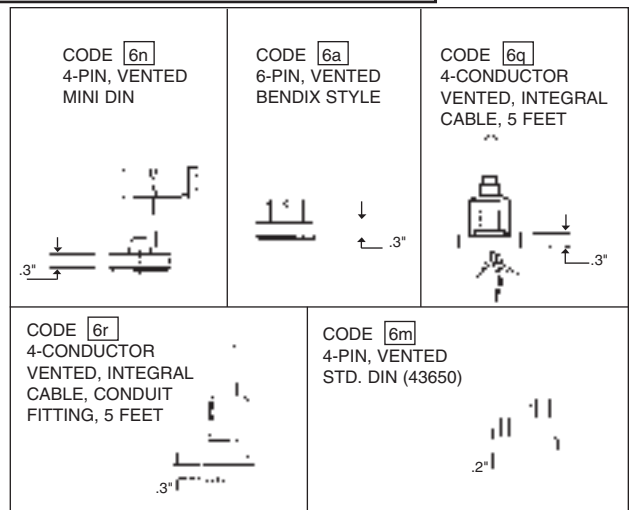 CODE 6n
4-PIN, VENTED
MINI DIN
.3"
CODE 6a
6-PIN, VENTED
BENDIX STYLE
.3"
CODE 6q
4-CONDUCTOR
VENTED, INTEGRAL
CABLE, 5 FEET
.3"
CODE 6r
4-CONDUCTOR
VENTED, INTEGRAL
CABLE, CONDUIT
FITTING, 5 FEET
.3"
CODE 6m
4-PIN, VENTED
STD. DIN (43650)
.2"